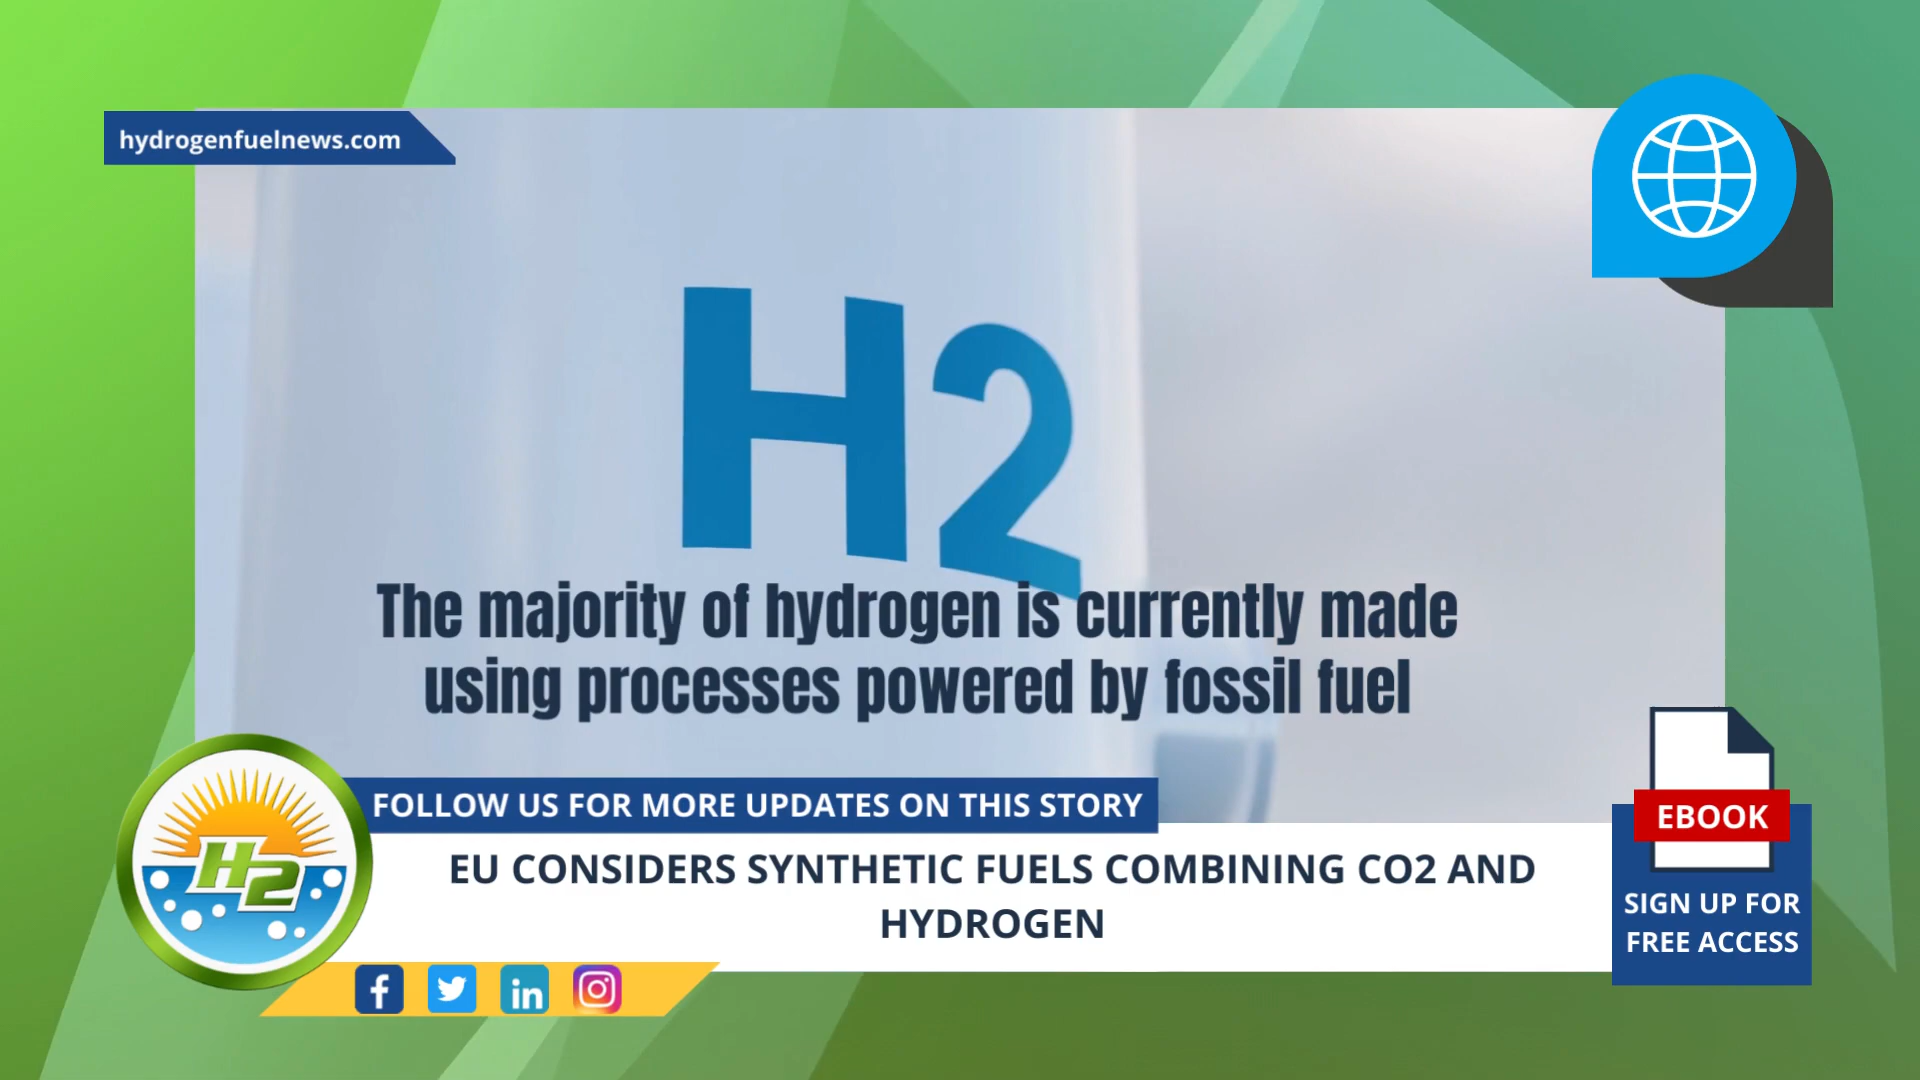 hydrogenfuelnews.com
H2
The majority of hydrogen is currently made
using processes powered by fossil fuel
FOLLOW US FOR MORE UPDATES ON THIS STORY
EU CONSIDERS SYNTHETIC FUELS COMBINING CO2 AND
HYDROGEN
H2
EBOOK
SIGN UP FOR
FREE ACCESS
f
in